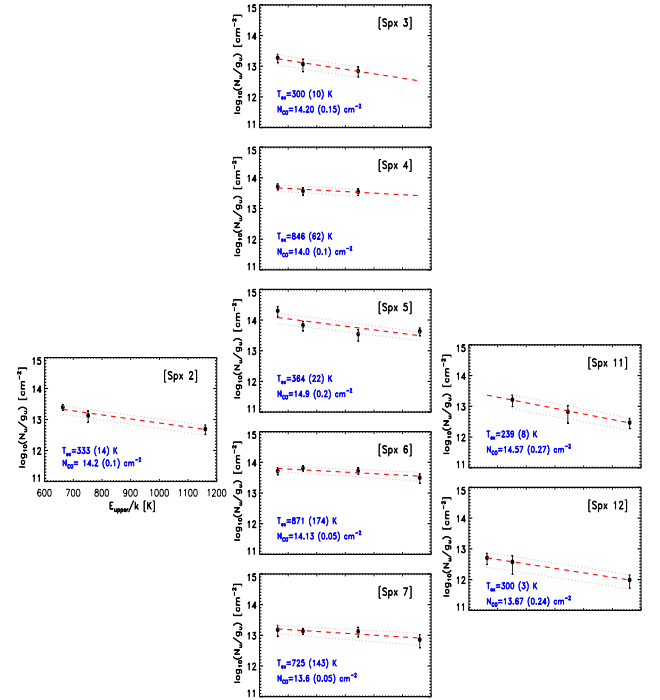 [Spx 3]
log₁₀(Nᵤ/gᵤ) [cm⁻²]
15
14
13
12
11
Tₑₓ=300 (10) K
N_CO=14.20 (0.15) cm⁻²
[Spx 4]
log₁₀(Nᵤ/gᵤ) [cm⁻²]
15
14
13
12
11
Tₑₓ=846 (62) K
N_CO=14.0 (0.1) cm⁻²
[Spx 5]
log₁₀(Nᵤ/gᵤ) [cm⁻²]
15
14
13
12
11
Tₑₓ=364 (22) K
N_CO=14.9 (0.2) cm⁻²
[Spx 2]
log₁₀(Nᵤ/gᵤ) [cm⁻²]
15
14
13
12
11
Tₑₓ=333 (14) K
N_CO= 14.2 (0.1) cm⁻²
600 700 800 900 1000 1100 1200
E_upper/k [K]
[Spx 11]
log₁₀(Nᵤ/gᵤ) [cm⁻²]
15
14
13
12
11
Tₑₓ=239 (8) K
N_CO=14.57 (0.27) cm⁻²
[Spx 6]
log₁₀(Nᵤ/gᵤ) [cm⁻²]
15
14
13
12
11
Tₑₓ=871 (174) K
N_CO=14.13 (0.05) cm⁻²
[Spx 12]
log₁₀(Nᵤ/gᵤ) [cm⁻²]
15
14
13
12
11
Tₑₓ=300 (3) K
N_CO=13.67 (0.24) cm⁻²
[Spx 7]
log₁₀(Nᵤ/gᵤ) [cm⁻²]
15
14
13
12
11
Tₑₓ=725 (143) K
N_CO=13.6 (0.05) cm⁻²